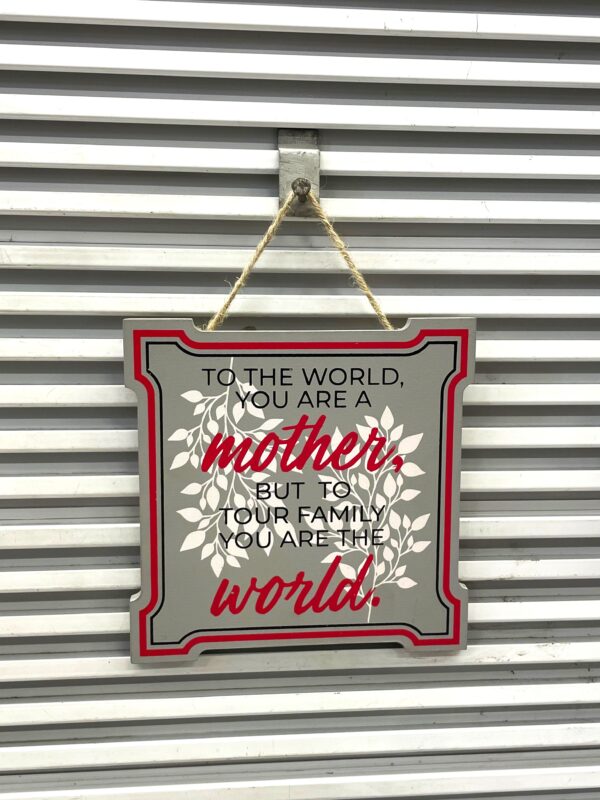 TO THE WORLD,
YOU ARE A
mother,
BUT TO
TOUR FAMILY
YOU ARE THE
world.